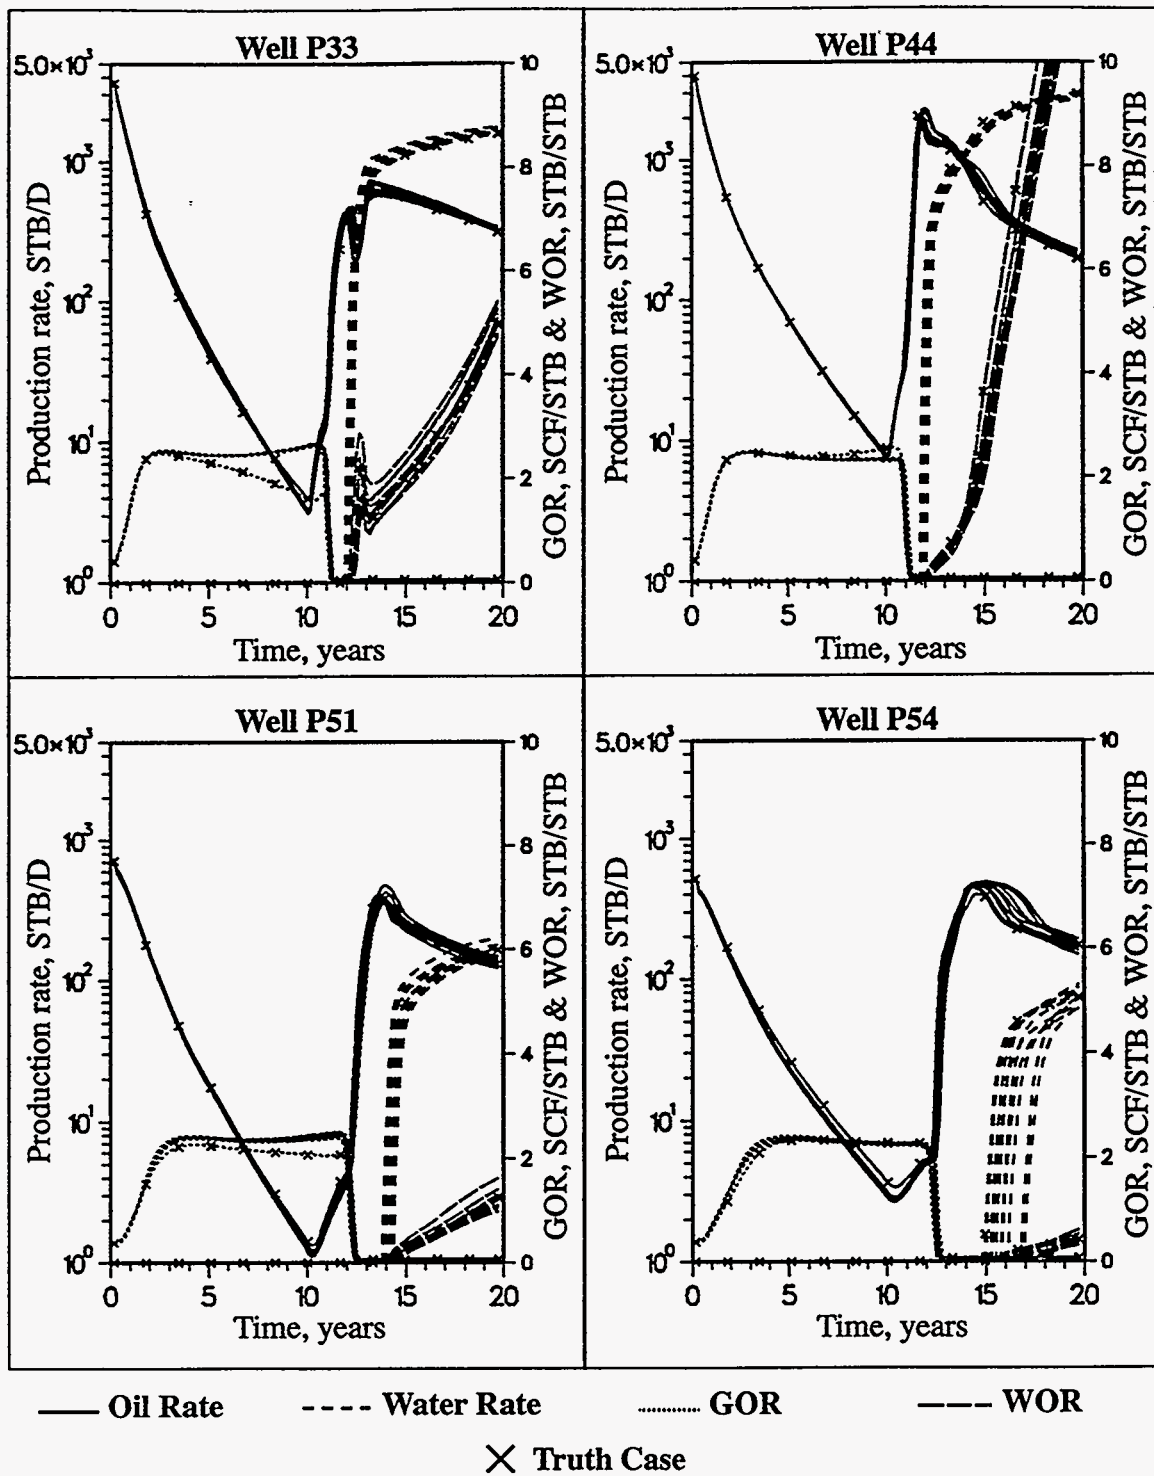 Well P33
5.0×10³
10³
10²
10¹
10⁰
Production rate, STB/D
10
8
6
4
2
0
GOR, SCF/STB & WOR, STB/STB
0 5 10 15 20
Time, years
Well P44
5.0×10³
10³
10²
10¹
10⁰
Production rate, STB/D
10
8
6
4
2
0
GOR, SCF/STB & WOR, STB/STB
0 5 10 15 20
Time, years
Well P51
5.0×10³
10³
10²
10¹
10⁰
Production rate, STB/D
10
8
6
4
2
0
GOR, SCF/STB & WOR, STB/STB
0 5 10 15 20
Time, years
Well P54
5.0×10³
10³
10²
10¹
10⁰
Production rate, STB/D
10
8
6
4
2
0
GOR, SCF/STB & WOR, STB/STB
0 5 10 15 20
Time, years
Oil Rate Water Rate GOR WOR
Truth Case